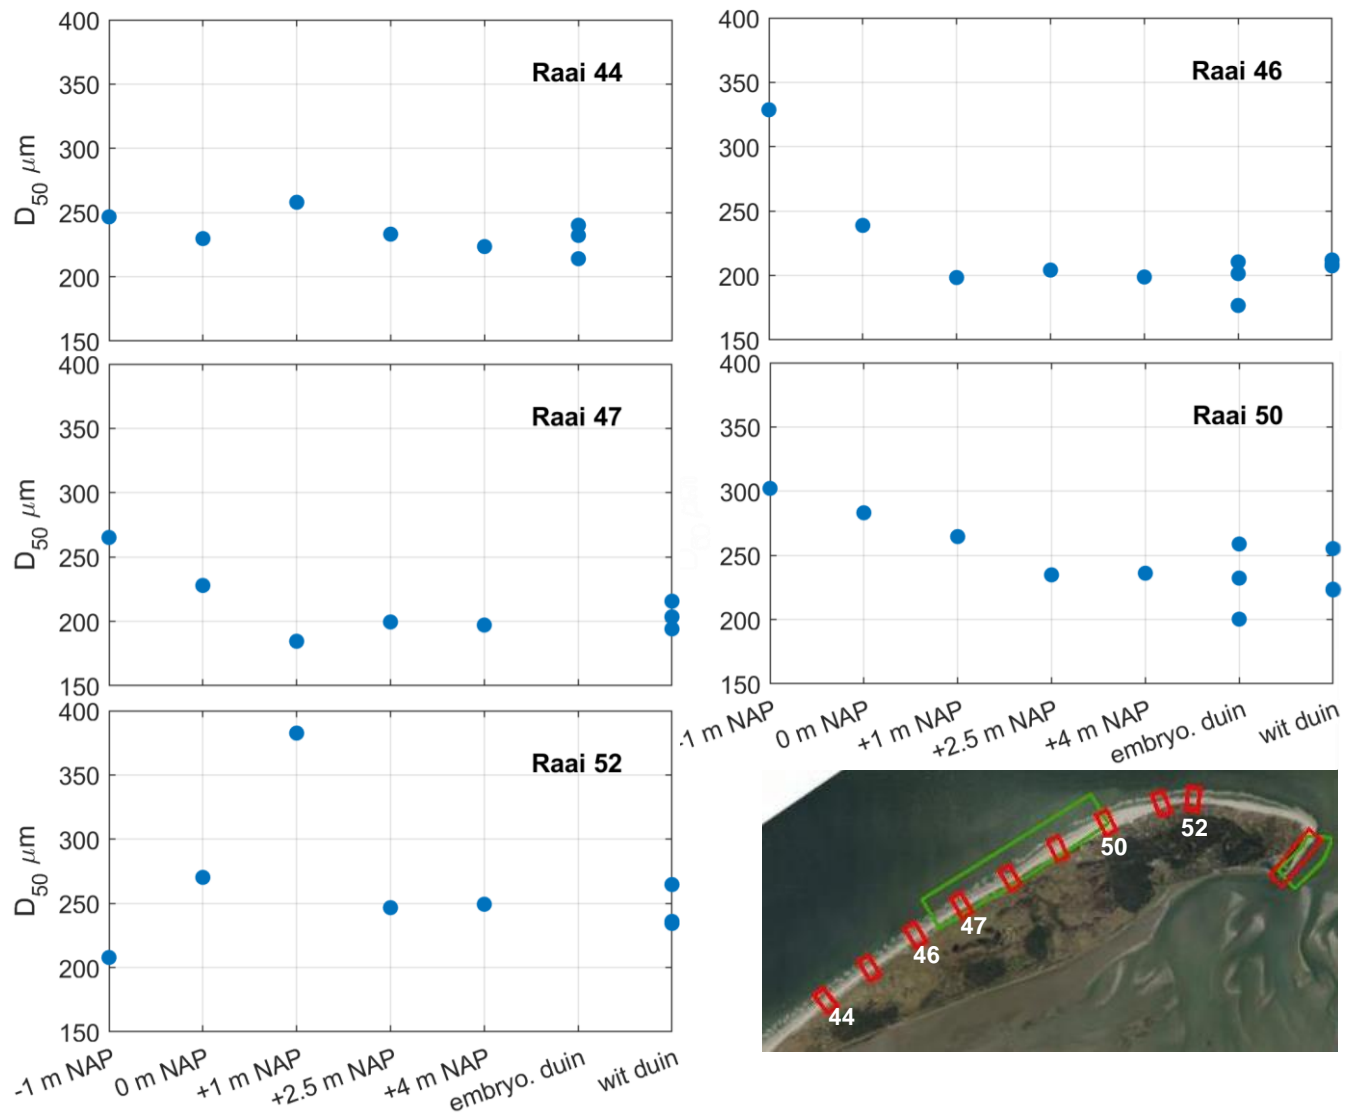 400
350
300
250
200
150
D50 μm
Raai 44
400
350
300
250
200
150
Raai 46
400
350
300
250
200
150
D50 μm
Raai 47
400
350
300
250
200
150
Raai 50
-1 m NAP
0 m NAP
+1 m NAP
+2.5 m NAP
+4 m NAP
embryo. duin
wit duin
400
350
300
250
200
150
D50 μm
Raai 52
-1 m NAP
0 m NAP
+1 m NAP
+2.5 m NAP
+4 m NAP
embryo. duin
wit duin
52
50
47
46
44